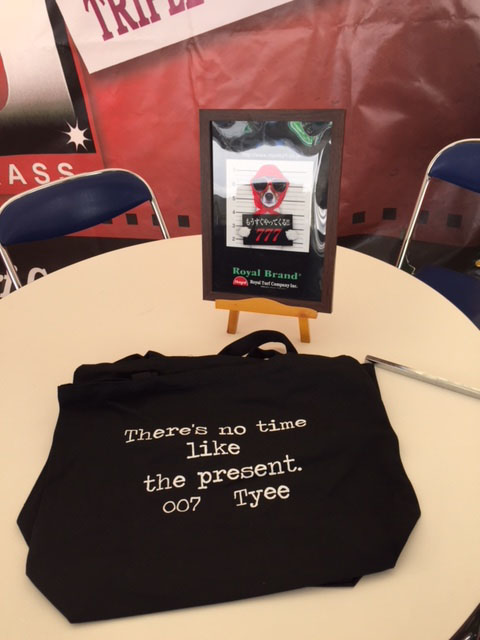 TRIPLE
ASS
もうすぐやってくる!!
777
Royal Brand
Royal Turf Company Inc.
There's no time
like
the present.
007 Tyee